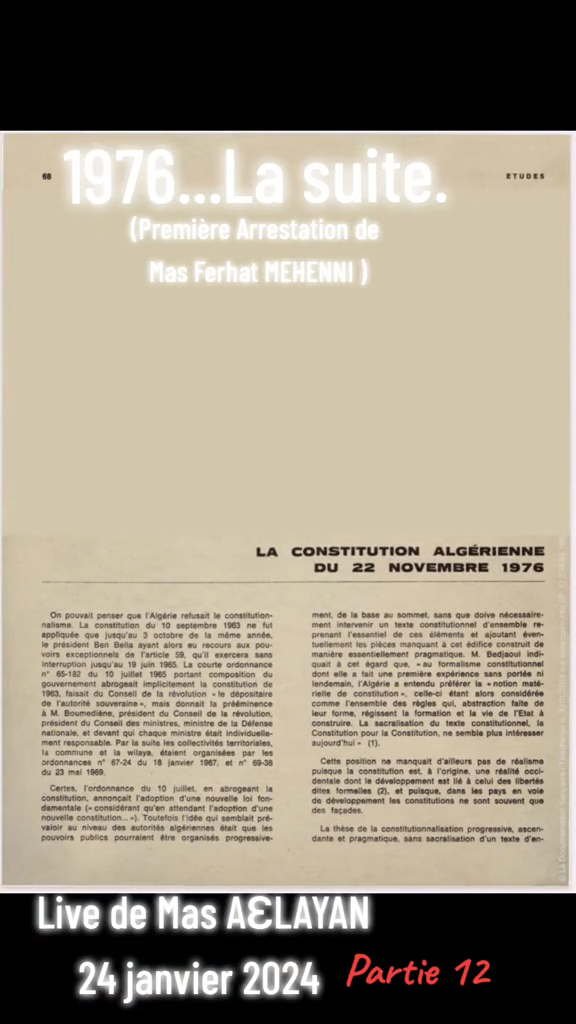 68
1976...La suite.
ETUDES
(Première Arrestation de
Mas Ferhat MEHENNI )
LA CONSTITUTION ALGÉRIENNE
DU 22 NOVEMBRE 1976
On pouvait penser que l'Algérie refusait le constitution-
nalisme. La constitution du 10 septembre 1963 ne fut
appliquée que jusqu'au 3 octobre de la même année,
le président Ben Bella ayant alors eu recours aux pou-
voirs exceptionnels de l'article 59, qu'il exercera sans
interruption jusqu'au 19 juin 1965. La courte ordonnance
n° 65-182 du 10 juillet 1965 portant composition du
gouvernement abrogeait implicitement la constitution de
1963, faisait du Conseil de la révolution « le dépositaire
de l'autorité souveraine », mais donnait la prééminence
à M. Boumediène, président du Conseil de la révolution,
président du Conseil des ministres, ministre de la Défense
nationale, et devant qui chaque ministre était individuelle-
ment responsable. Par la suite les collectivités territoriales,
la commune et la wilaya, étaient organisées par les
ordonnances n° 67-24 du 18 janvier 1967, et n° 69-38
du 23 mai 1969.
Certes, l'ordonnance du 10 juillet, en abrogeant la
constitution, annonçait l'adoption d'une nouvelle loi fon-
damentale (« considérant qu'en attendant l'adoption d'une
nouvelle constitution... »). Toutefois l'idée qui semblait pré-
valoir au niveau des autorités algériennes était que les
pouvoirs publics pourraient être organisés progressive-
ment, de la base au sommet, sans que doive nécessaire-
ment intervenir un texte constitutionnel d'ensemble re-
prenant l'essentiel de ces éléments et ajoutant éven-
tuellement les pièces manquant à cet édifice construit de
manière essentiellement pragmatique. M. Bedjaoui indi-
quait à cet égard que, « au formalisme constitutionnel
dont elle a fait une première expérience sans portée ni
lendemain, l'Algérie a entendu préférer la « notion maté-
rielle de constitution », celle-ci étant alors considérée
comme l'ensemble des règles qui, abstraction faite de
leur forme, régissent la formation et la vie de l'Etat à
construire. La sacralisation du texte constitutionnel, la
Constitution pour la Constitution, ne semble plus intéresser
aujourd'hui » (1).
Cette position ne manquait d'ailleurs pas de réalisme
puisque la constitution est, à l'origine, une réalité occi-
dentale dont le développement est lié à celui des libertés
dites formelles (2), et puisque, dans les pays en voie
de développement les constitutions ne sont souvent que
des façades.
La thèse de la constitutionnalisation progressive, ascen-
dante et pragmatique, sans sacralisation d'un texte d'en-
Live de Mas AƐLAYAN
24 janvier 2024 Partie 12